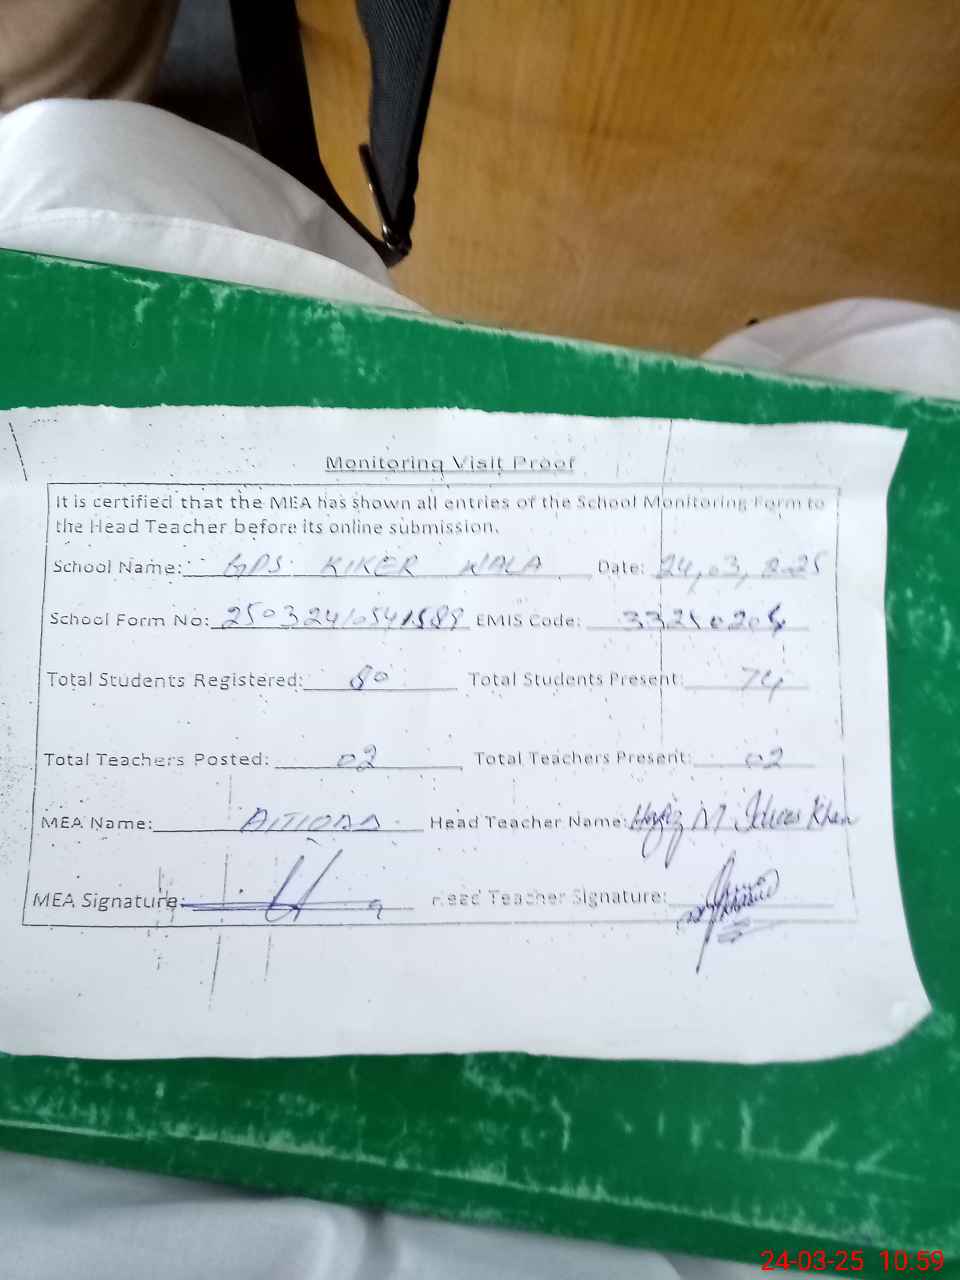 Monitoring Visit Proof
It is certified that the MEA has shown all entries of the School Monitoring Form to
the Head Teacher before its online submission.
School Name: GPS KIKER WALA Date: 24,03,2025
School Form No: EMIS Code:
Total Students Registered: 80 Total Students Present: 74
Total Teachers Posted: 02 Total Teachers Present: 02
MEA Name: Head Teacher Name: Hafiz M Idrees Khan
MEA Signature: Head Teacher Signature:
24-03-25 10:59